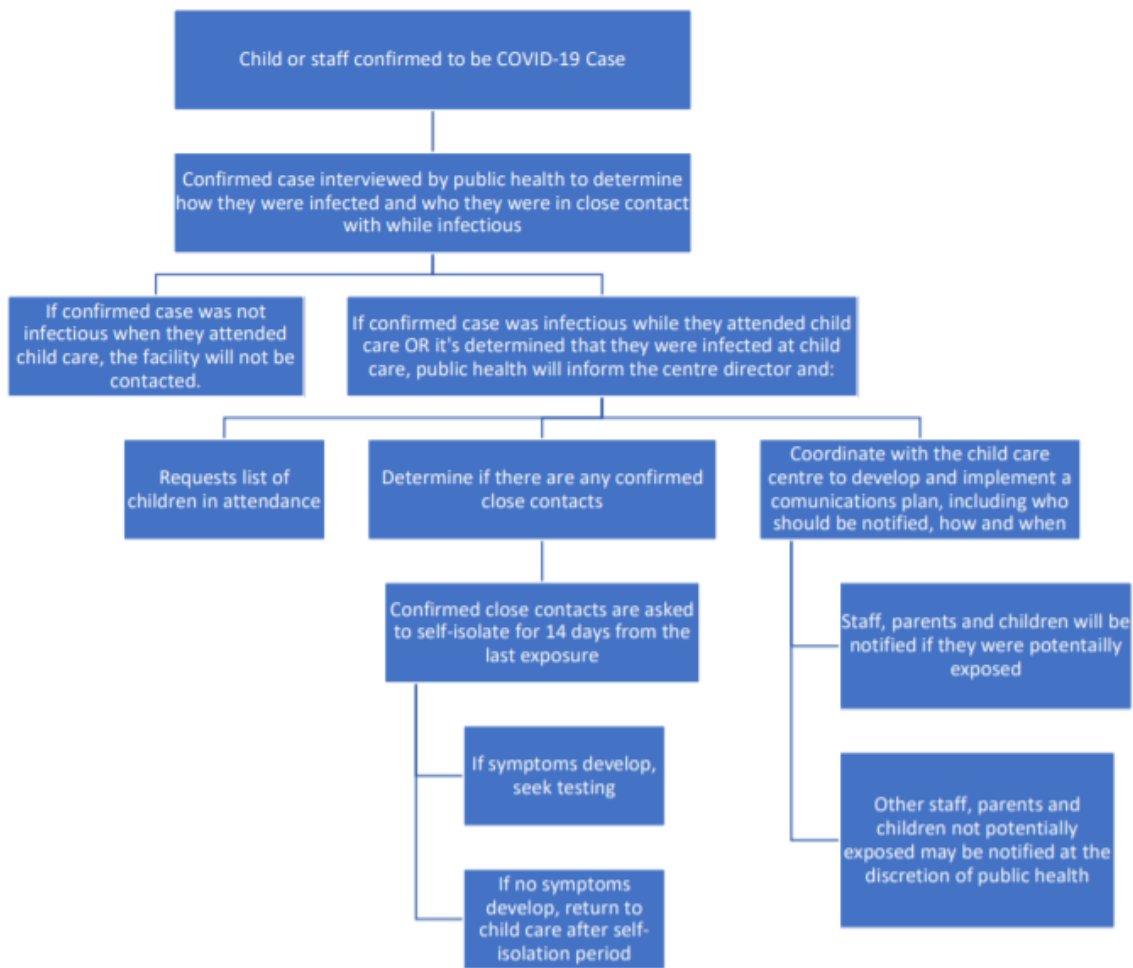 Child or staff confirmed to be COVID-19 Case
Confirmed case interviewed by public health to determine
how they were infected and who they were in close contact
with while infectious
If confirmed case was not
infectious when they attended
child care, the facility will not be
contacted.
If confirmed case was infectious while they attended child
care OR it's determined that they were infected at child
care, public health will inform the centre director and:
Requests list of
children in attendance
Determine if there are any confirmed
close contacts
Coordinate with the child care
centre to develop and implement a
comunications plan, including who
should be notified, how and when
Confirmed close contacts are asked
to self-isolate for 14 days from the
last exposure
If symptoms develop,
seek testing
If no symptoms
develop, return to
child care after self-
isolation period
Staff, parents and children will be
notified if they were potentailly
exposed
Other staff, parents and
children not potentially
exposed may be notified at the
discretion of public health